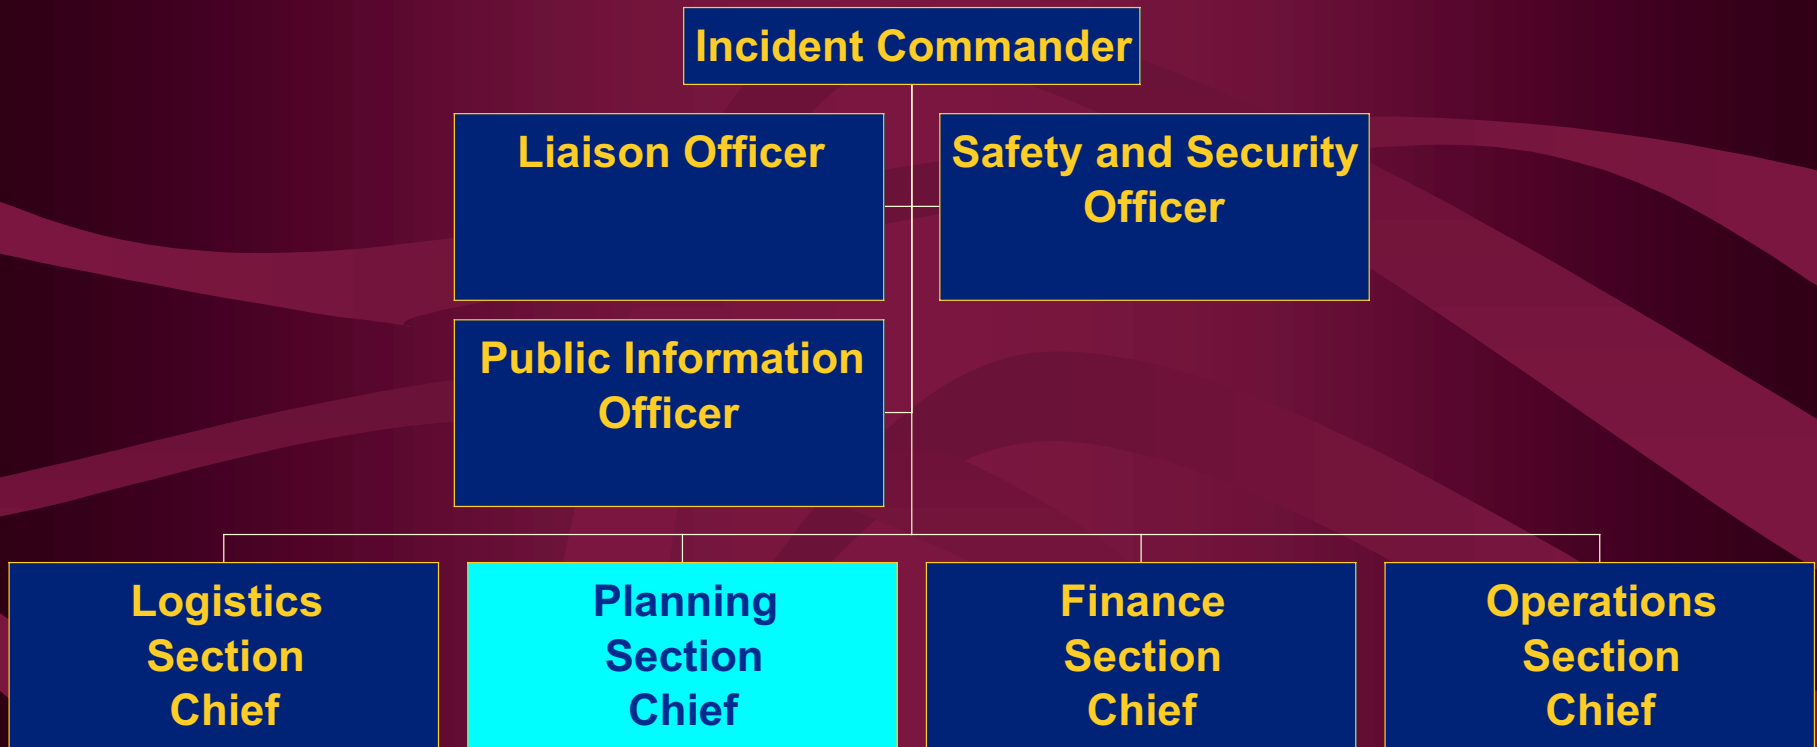 Incident Commander
Liaison Officer
Safety and Security
Officer
Public Information
Officer
Logistics
Section
Chief
Planning
Section
Chief
Finance
Section
Chief
Operations
Section
Chief